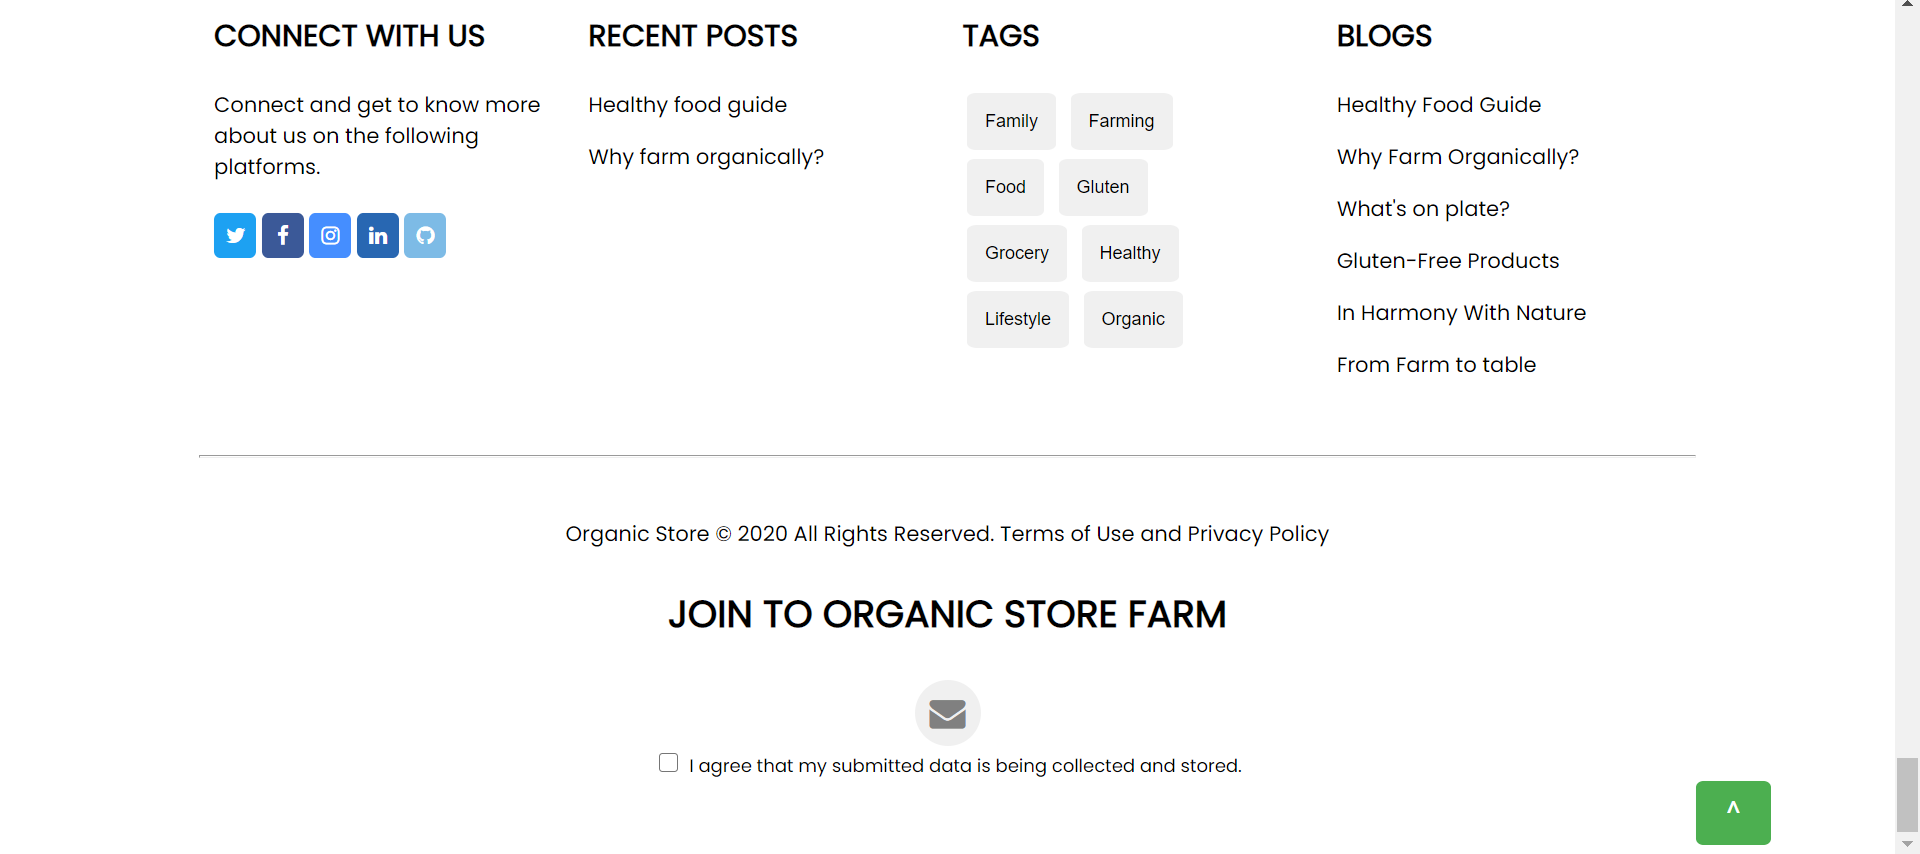 CONNECT WITH US
Connect and get to know more
about us on the following
platforms.
RECENT POSTS
Healthy food guide
Why farm organically?
TAGS
Family Farming
Food Gluten
Grocery Healthy
Lifestyle Organic
BLOGS
Healthy Food Guide
Why Farm Organically?
What's on plate?
Gluten-Free Products
In Harmony With Nature
From Farm to table
Organic Store © 2020 All Rights Reserved. Terms of Use and Privacy Policy
JOIN TO ORGANIC STORE FARM
I agree that my submitted data is being collected and stored.
^